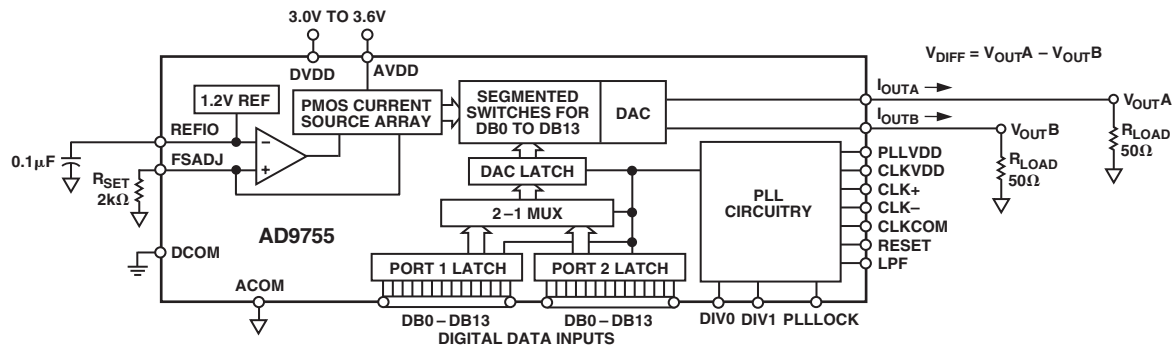 3.0V TO 3.6V
DVDD
AVDD
V_DIFF = V_OUTA – V_OUTB
1.2V REF
PMOS CURRENT
SOURCE ARRAY
SEGMENTED
SWITCHES FOR
DB0 TO DB13
DAC
I_OUTA
I_OUTB
V_OUTA
V_OUTB
R_LOAD
50Ω
R_LOAD
50Ω
REFIO
0.1μF
FSADJ
R_SET
2kΩ
–
+
DAC LATCH
2–1 MUX
PLL
CIRCUITRY
PLLVDD
CLKVDD
CLK+
CLK–
CLKCOM
RESET
LPF
AD9755
DCOM
PORT 1 LATCH
PORT 2 LATCH
ACOM
DB0–DB13
DB0–DB13
DIGITAL DATA INPUTS
DIV0
DIV1
PLLLOCK